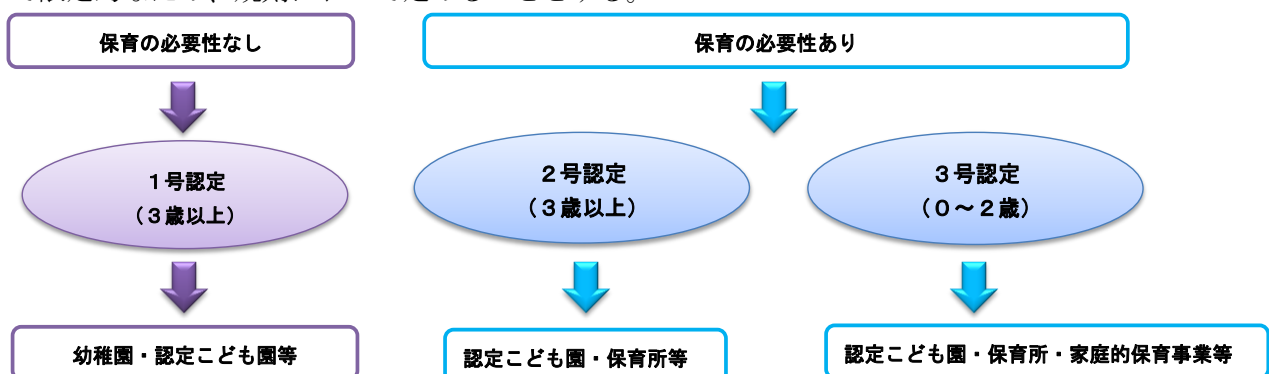 保育の必要性なし
保育の必要性あり
1号認定
(3歳以上)
2号認定
(3歳以上)
3号認定
(0~2歳)
幼稚園・認定こども園等
認定こども園・保育所等
認定こども園・保育所・家庭的保育事業等